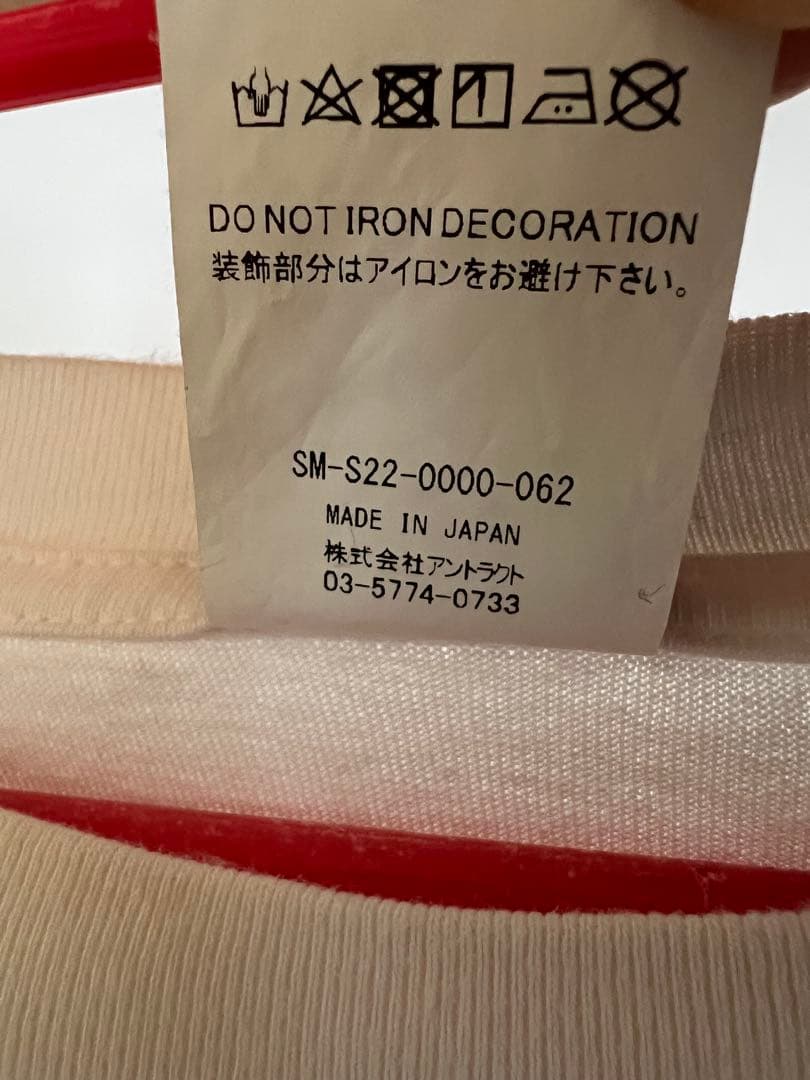 DO NOT IRON DECORATION
装飾部分はアイロンをお避け下さい。
SM-S22-0000-062
MADE IN JAPAN
株式会社アントラクト
03-5774-0733